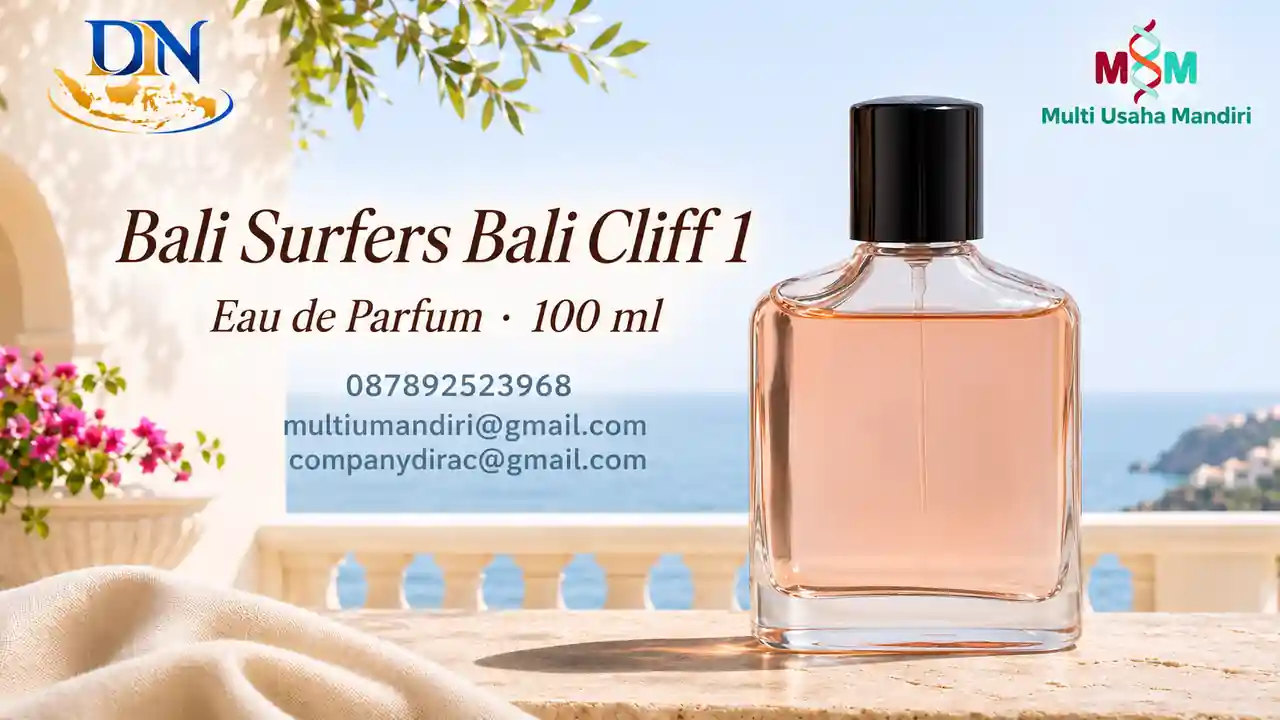 DN
M M
Multi Usaha Mandiri
Bali Surfers Bali Cliff 1
Eau de Parfum · 100 ml
087892523968
multiumandiri@gmail.com
companydirac@gmail.com